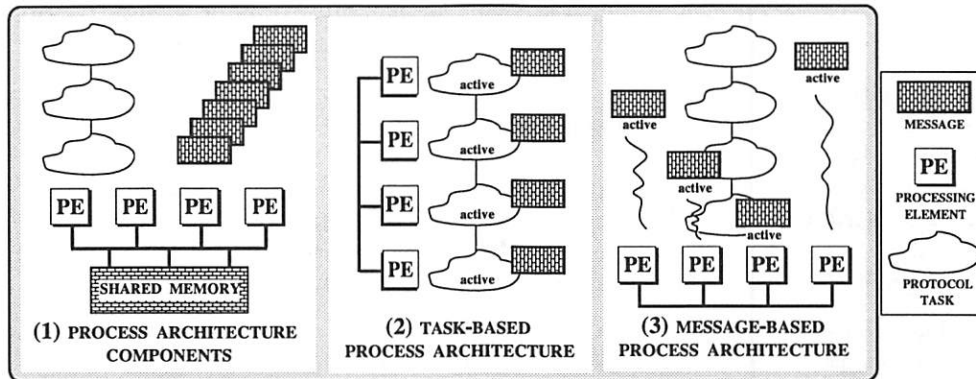 PE
PE
PE
PE
SHARED MEMORY
(1) PROCESS ARCHITECTURE
COMPONENTS
PE
active
PE
active
PE
active
PE
active
(2) TASK-BASED
PROCESS ARCHITECTURE
active
active
active
active
PE
PE
PE
PE
(3) MESSAGE-BASED
PROCESS ARCHITECTURE
MESSAGE
PE
PROCESSING
ELEMENT
PROTOCOL
TASK